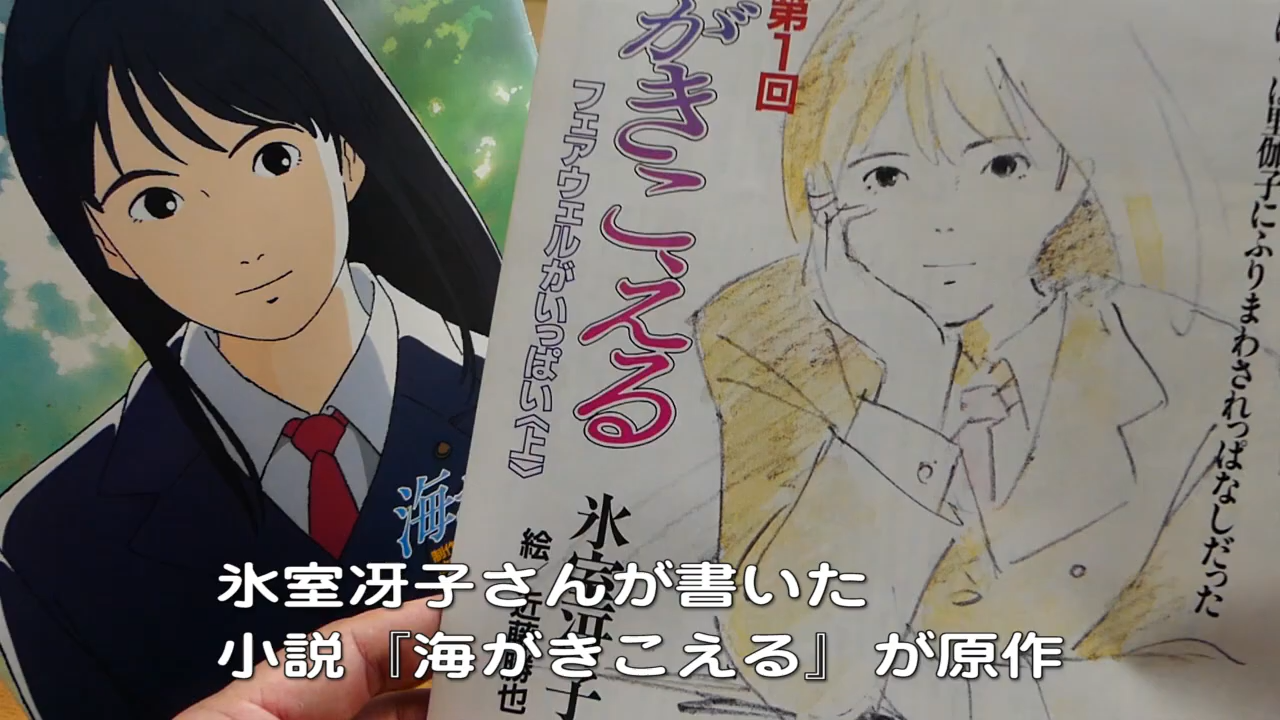 第1回
がきこえる
フェアウェルがいっぱい《上》
里伽子にふりまわされっぱなしだった
氷室冴子
絵 近藤勝也
海
氷室冴子さんが書いた
小説『海がきこえる』が原作